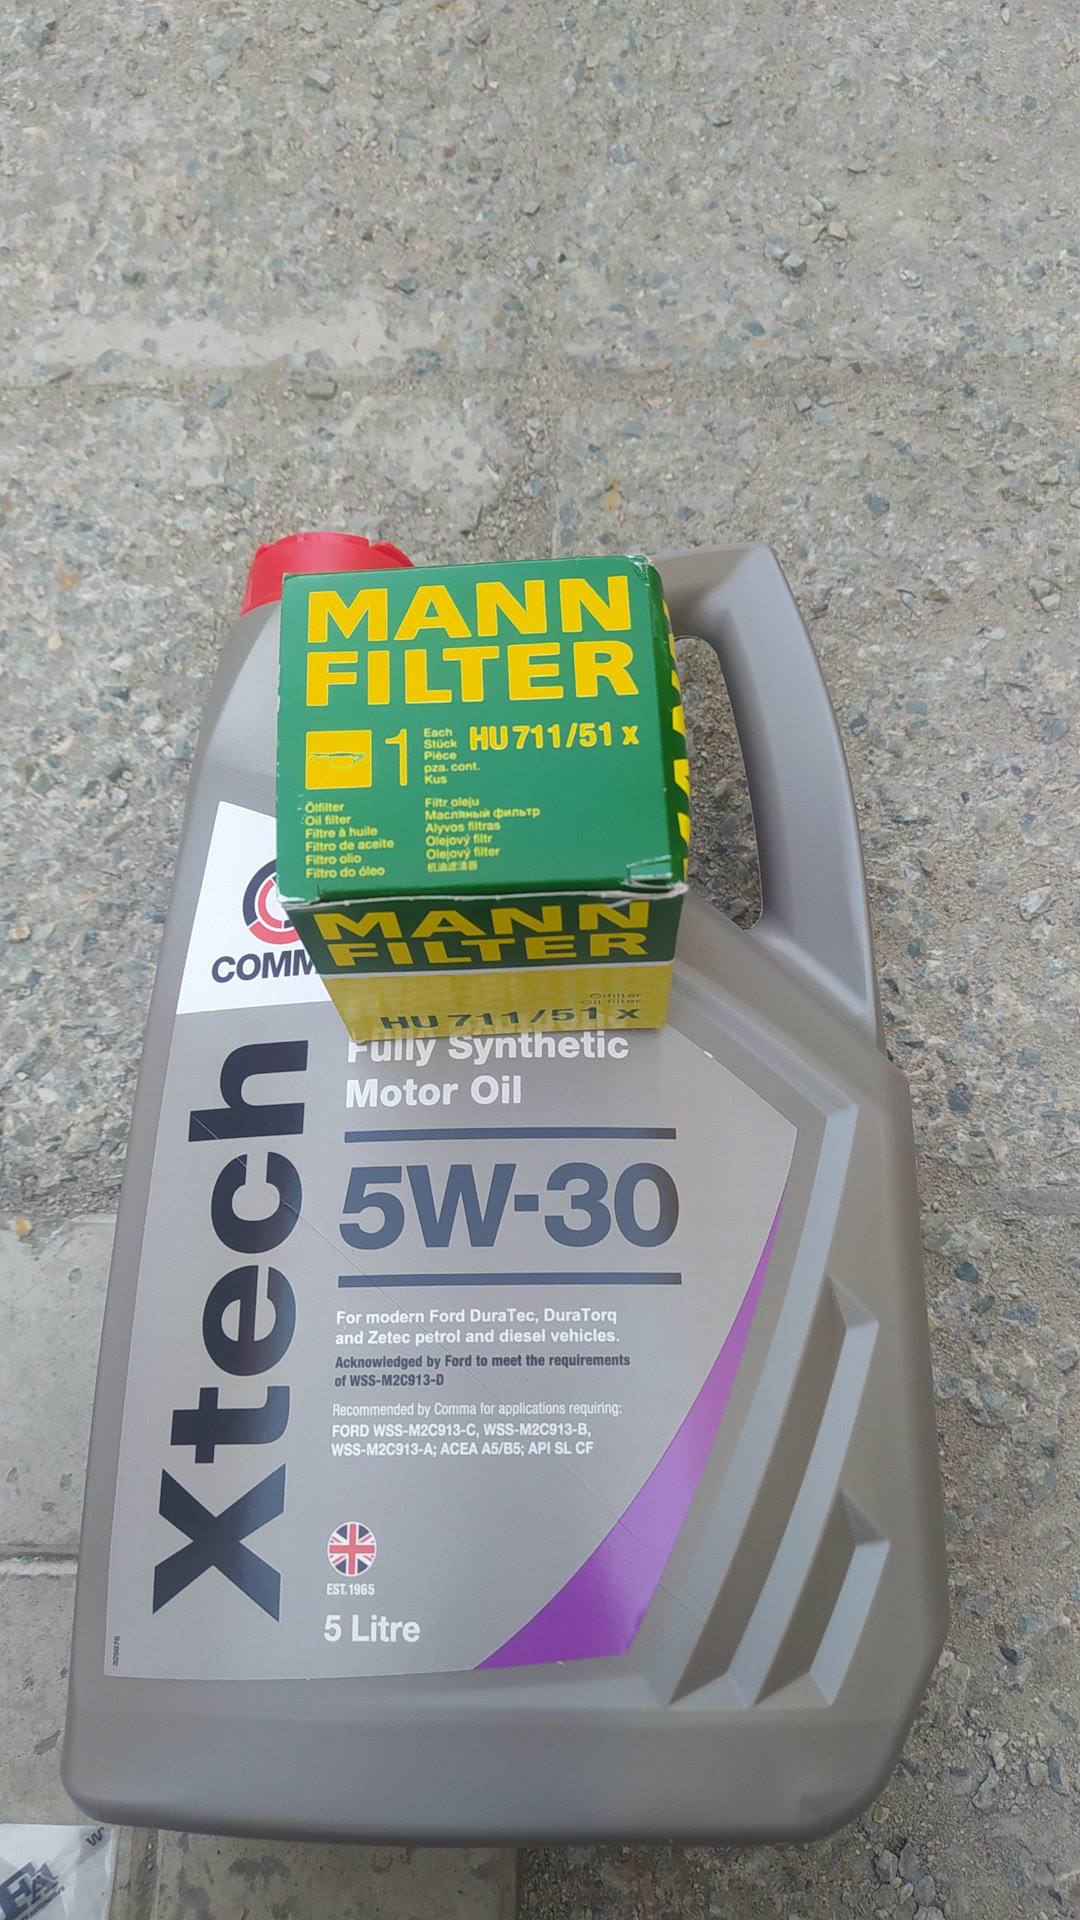 MANN
FILTER
1
Each
Stück
Pièce
pza. cont.
Kus
HU 711/51 x
Ölfilter
Oil filter
Filtre à huile
Filtro de aceite
Filtro olio
Filtro do óleo
Filtr oleju
Масляный фильтр
Alyvos filtras
Olejový filtr
Olejový filter
机油滤清器
MANN
FILTER
Ölfilter
Oil filter
HU 711/51 x
COMM
Xtech
Fully Synthetic
Motor Oil
5W-30
For modern Ford DuraTec, DuraTorq
and Zetec petrol and diesel vehicles.
Acknowledged by Ford to meet the requirements
of WSS-M2C913-D
Recommended by Comma for applications requiring:
FORD WSS-M2C913-C, WSS-M2C913-B,
WSS-M2C913-A; ACEA A5/B5; API SL CF
EST.1965
5 Litre